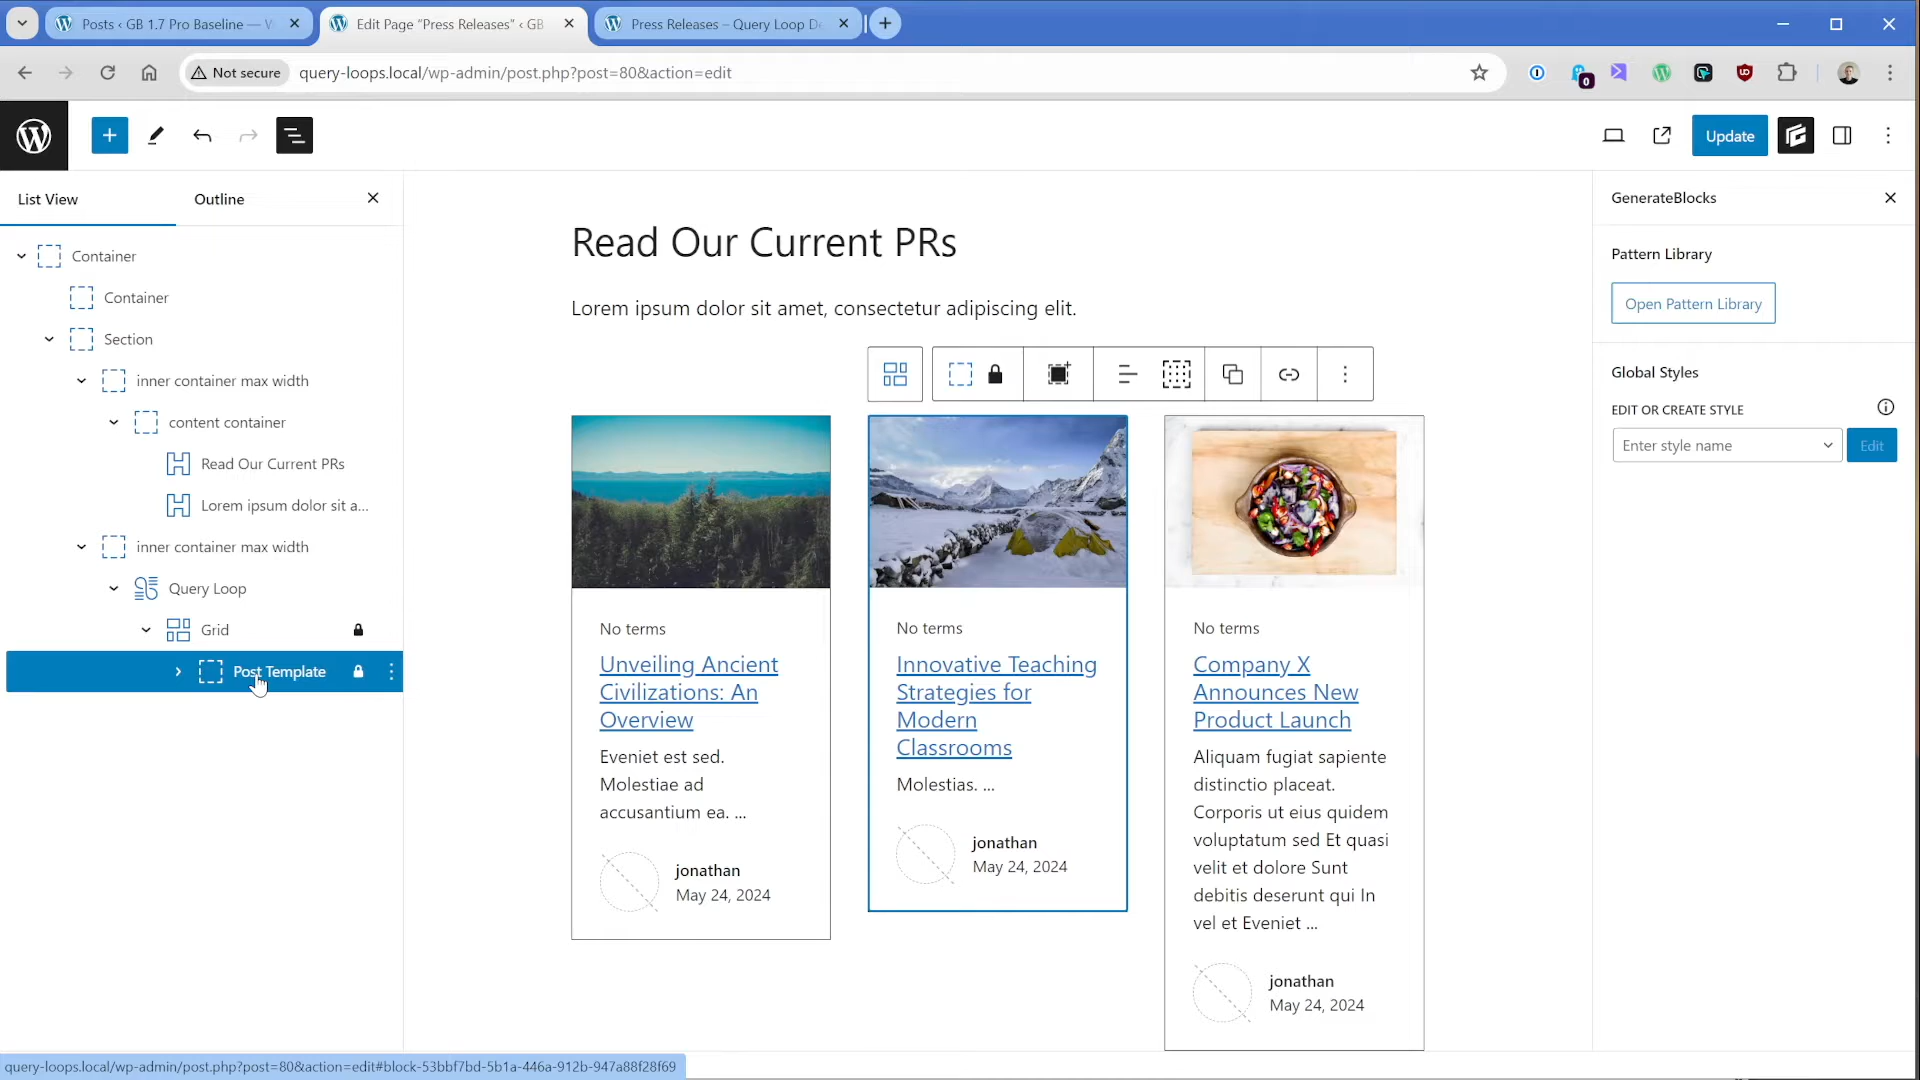 Posts ‹ GB 1.7 Pro Baseline — W
Edit Page "Press Releases" ‹ GB
Press Releases – Query Loop De
Not secure
query-loops.local/wp-admin/post.php?post=80&action=edit
0
Update
List View
Outline
Container
Container
Section
inner container max width
content container
Read Our Current PRs
Lorem ipsum dolor sit a...
inner container max width
Query Loop
Grid
Post Template
Read Our Current PRs
Lorem ipsum dolor sit amet, consectetur adipiscing elit.
No terms
Unveiling Ancient
Civilizations: An
Overview
Eveniet est sed.
Molestiae ad
accusantium ea. ...
jonathan
May 24, 2024
No terms
Innovative Teaching
Strategies for
Modern
Classrooms
Molestias. ...
jonathan
May 24, 2024
No terms
Company X
Announces New
Product Launch
Aliquam fugiat sapiente
distinctio placeat.
Corporis ut eius quidem
voluptatum sed Et quasi
velit et dolore Sunt
debitis deserunt qui In
vel et Eveniet ...
jonathan
May 24, 2024
GenerateBlocks
Pattern Library
Open Pattern Library
Global Styles
EDIT OR CREATE STYLE
Enter style name
Edit
query-loops.local/wp-admin/post.php?post=80&action=edit#block-53bbf7bd-5b1a-446a-912b-947a88f28f69